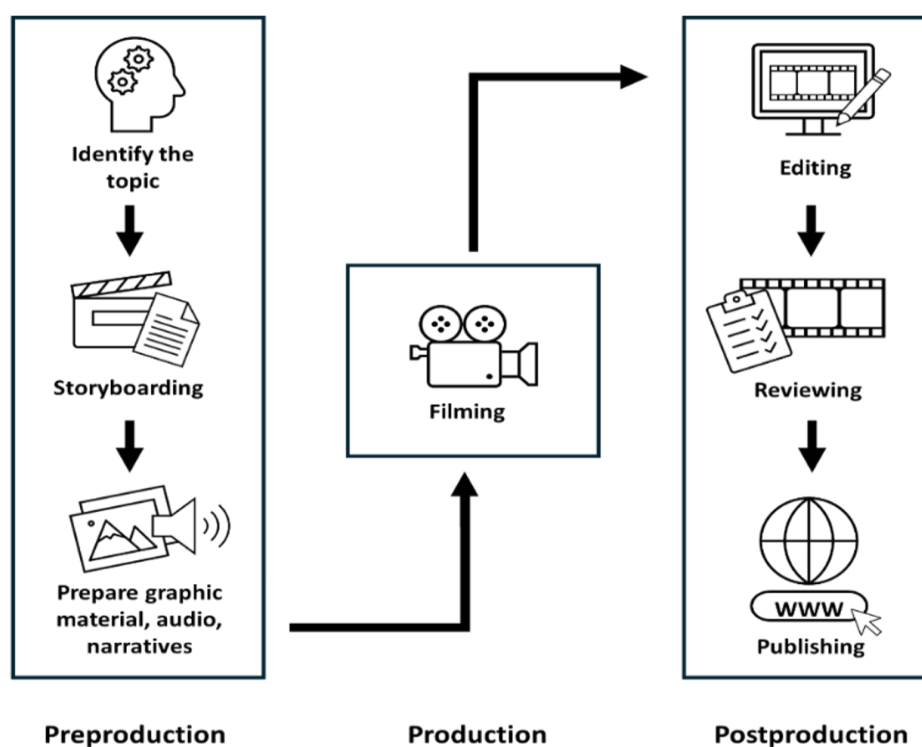 Identify the
topic
Storyboarding
Prepare graphic
material, audio,
narratives
Preproduction
Filming
Production
Editing
Reviewing
WWW
Publishing
Postproduction